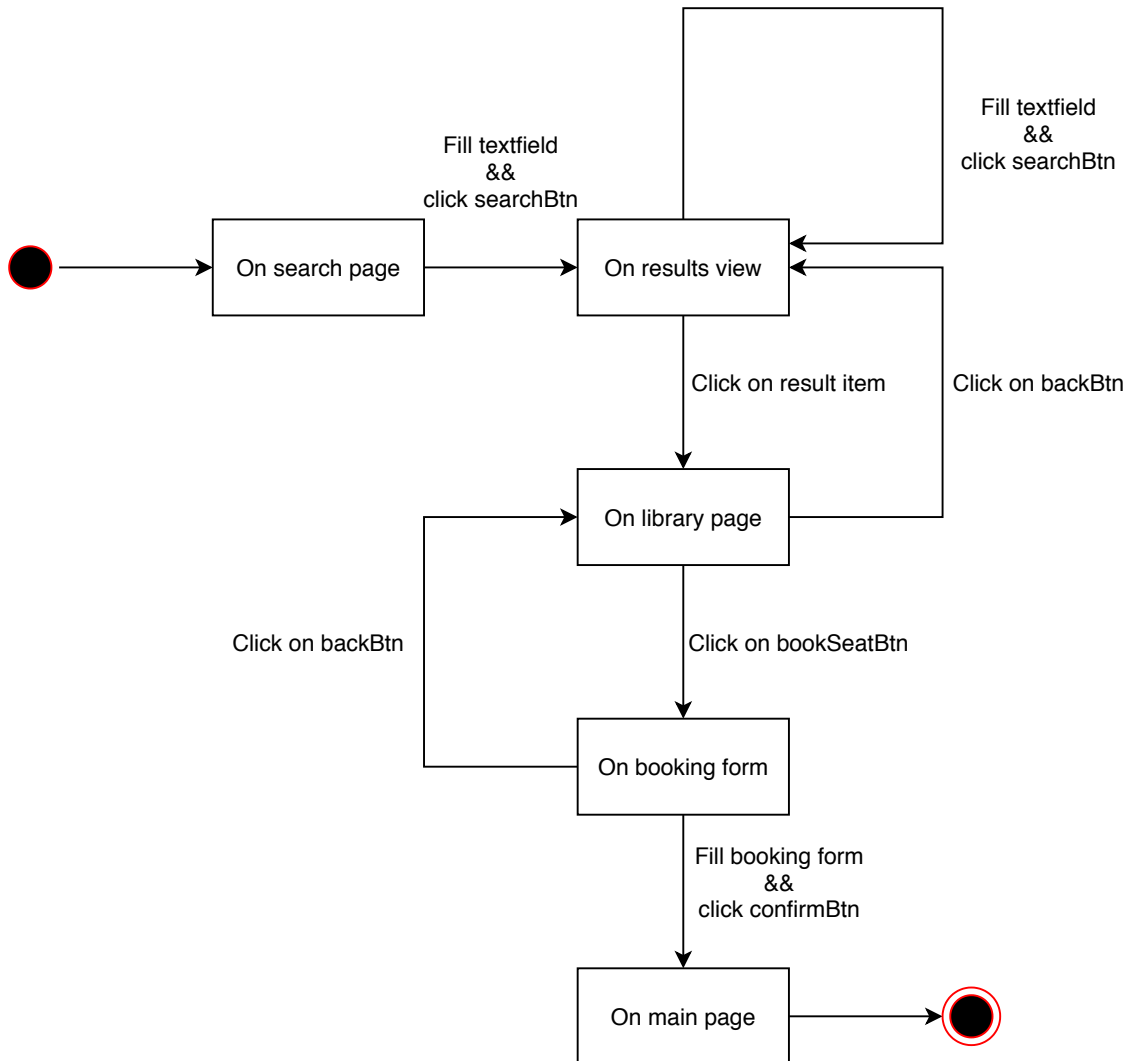 Fill textfield
&&
click searchBtn
Fill textfield
&&
click searchBtn
On search page
On results view
Click on result item
Click on backBtn
On library page
Click on backBtn
Click on bookSeatBtn
On booking form
Fill booking form
&&
click confirmBtn
On main page